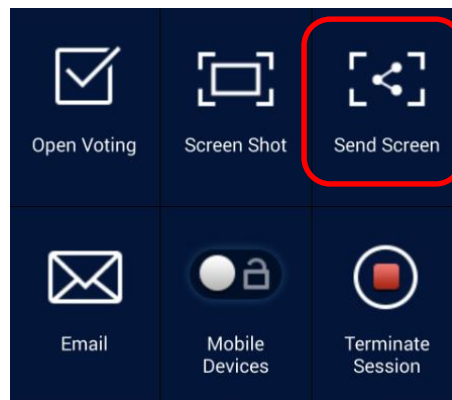 Open Voting
Screen Shot
Send Screen
Email
Mobile
Devices
Terminate
Session